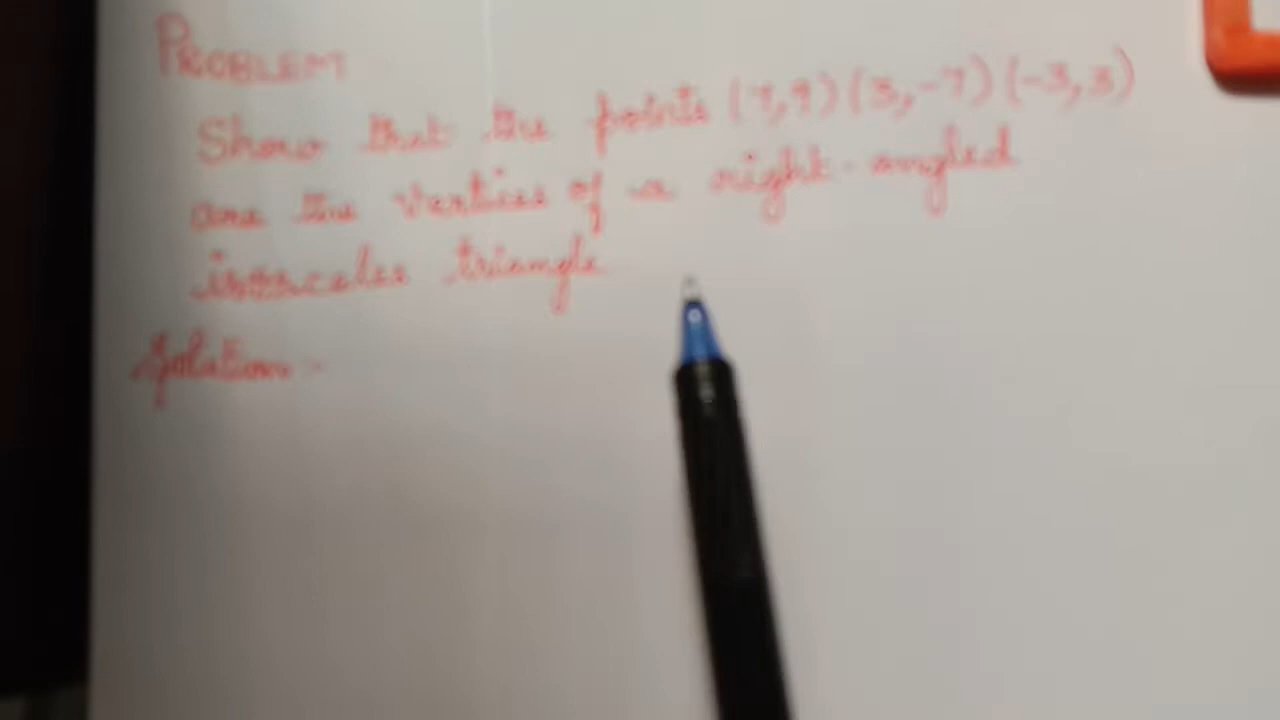 PROBLEM
Show that the points (7,9) (3,-7) (-3,3)
are the vertices of a right-angled
isosceles triangle
Solution -